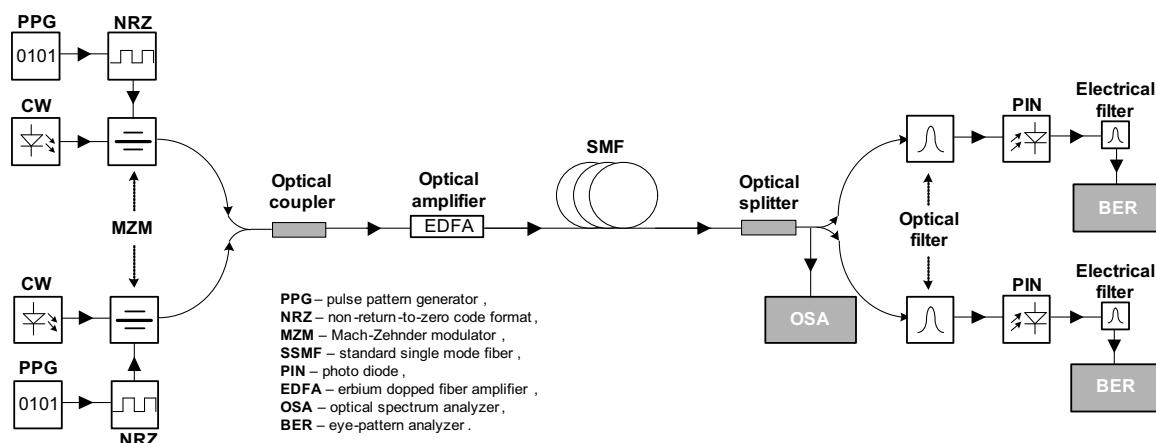 PPG
NRZ
0101
CW
MZM
CW
PPG
0101
NRZ
Optical
coupler
Optical
amplifier
EDFA
SMF
Optical
splitter
OSA
Optical
filter
PIN
Electrical
filter
BER
PIN
Electrical
filter
BER
PPG – pulse pattern generator ,
NRZ – non-return-to-zero code format ,
MZM – Mach-Zehnder modulator ,
SSMF – standard single mode fiber ,
PIN – photo diode ,
EDFA – erbium dopped fiber amplifier ,
OSA – optical spectrum analyzer ,
BER – eye-pattern analyzer .